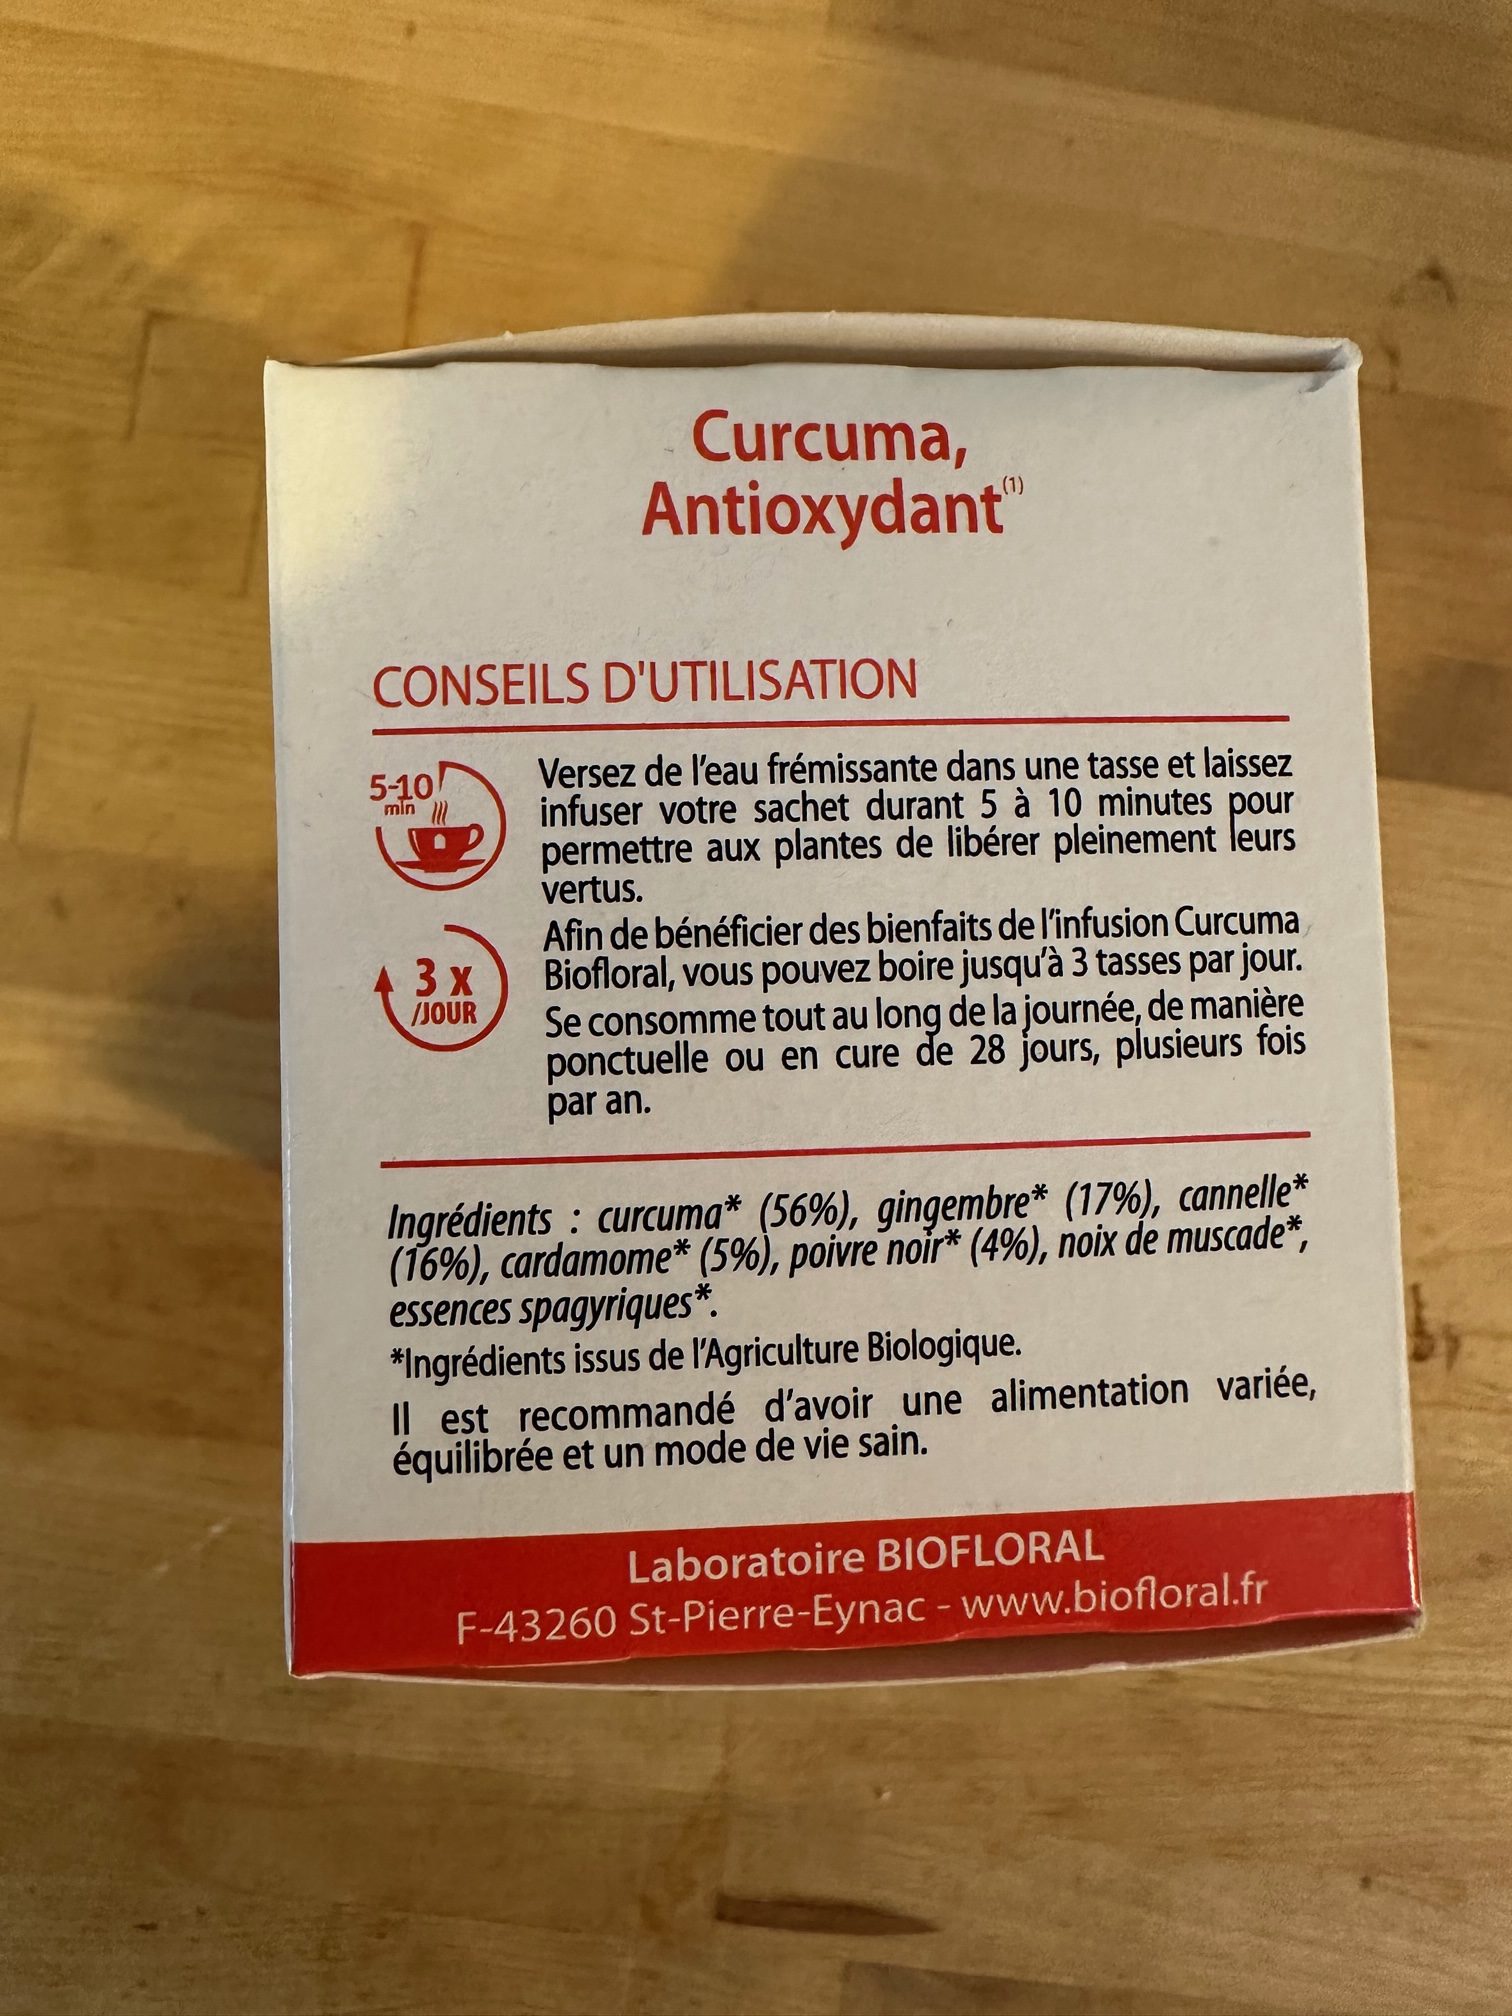 Curcuma,
Antioxydant(1)
CONSEILS D'UTILISATION
5-10
min
Versez de l'eau frémissante dans une tasse et laissez
infuser votre sachet durant 5 à 10 minutes pour
permettre aux plantes de libérer pleinement leurs
vertus.
3 x
/JOUR
Afin de bénéficier des bienfaits de l'infusion Curcuma
Biofloral, vous pouvez boire jusqu'à 3 tasses par jour.
Se consomme tout au long de la journée, de manière
ponctuelle ou en cure de 28 jours, plusieurs fois
par an.
Ingrédients : curcuma* (56%), gingembre* (17%), cannelle*
(16%), cardamome* (5%), poivre noir* (4%), noix de muscade*,
essences spagyriques*.
*Ingrédients issus de l'Agriculture Biologique.
Il est recommandé d'avoir une alimentation variée,
équilibrée et un mode de vie sain.
Laboratoire BIOFLORAL
F-43260 St-Pierre-Eynac - www.biofloral.fr